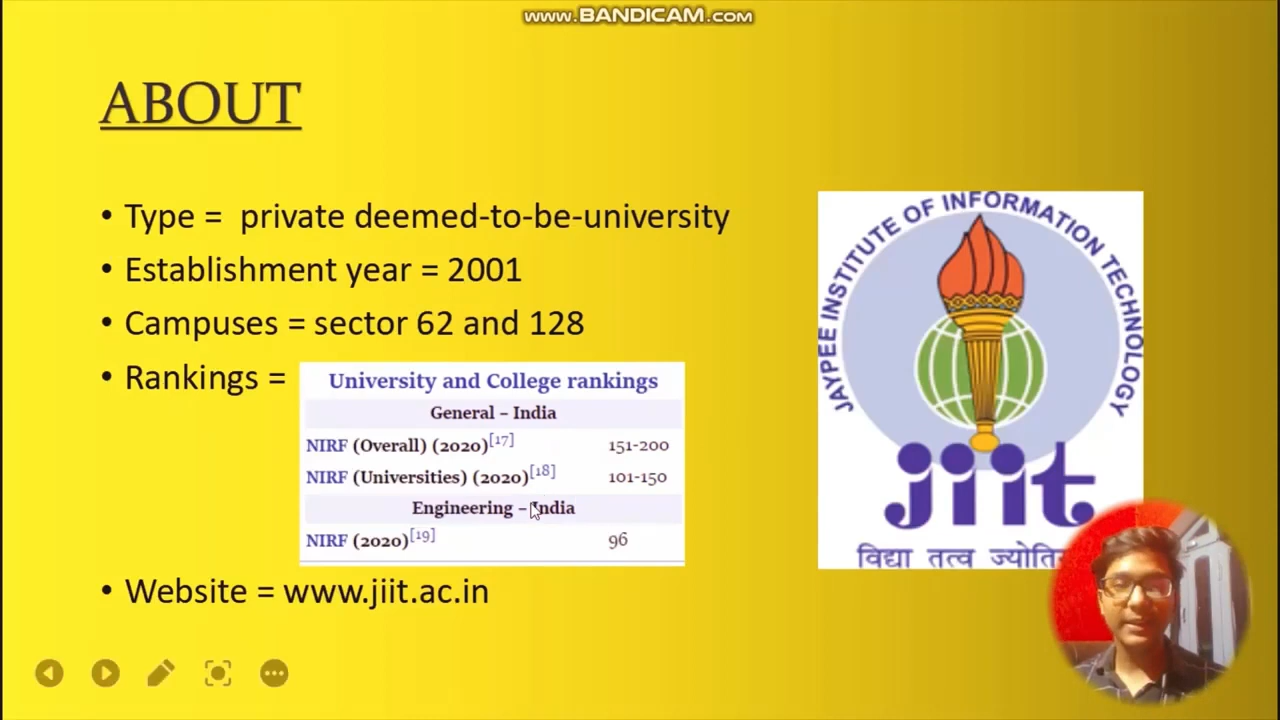 www.BANDICAM.com
ABOUT
• Type = private deemed-to-be-university
• Establishment year = 2001
• Campuses = sector 62 and 128
• Rankings =
University and College rankings
General – India
NIRF (Overall) (2020)[17] 151-200
NIRF (Universities) (2020)[18] 101-150
Engineering – India
NIRF (2020)[19] 96
• Website = www.jiit.ac.in
JAYPEE INSTITUTE OF INFORMATION TECHNOLOGY
jiit
विद्या तत्व